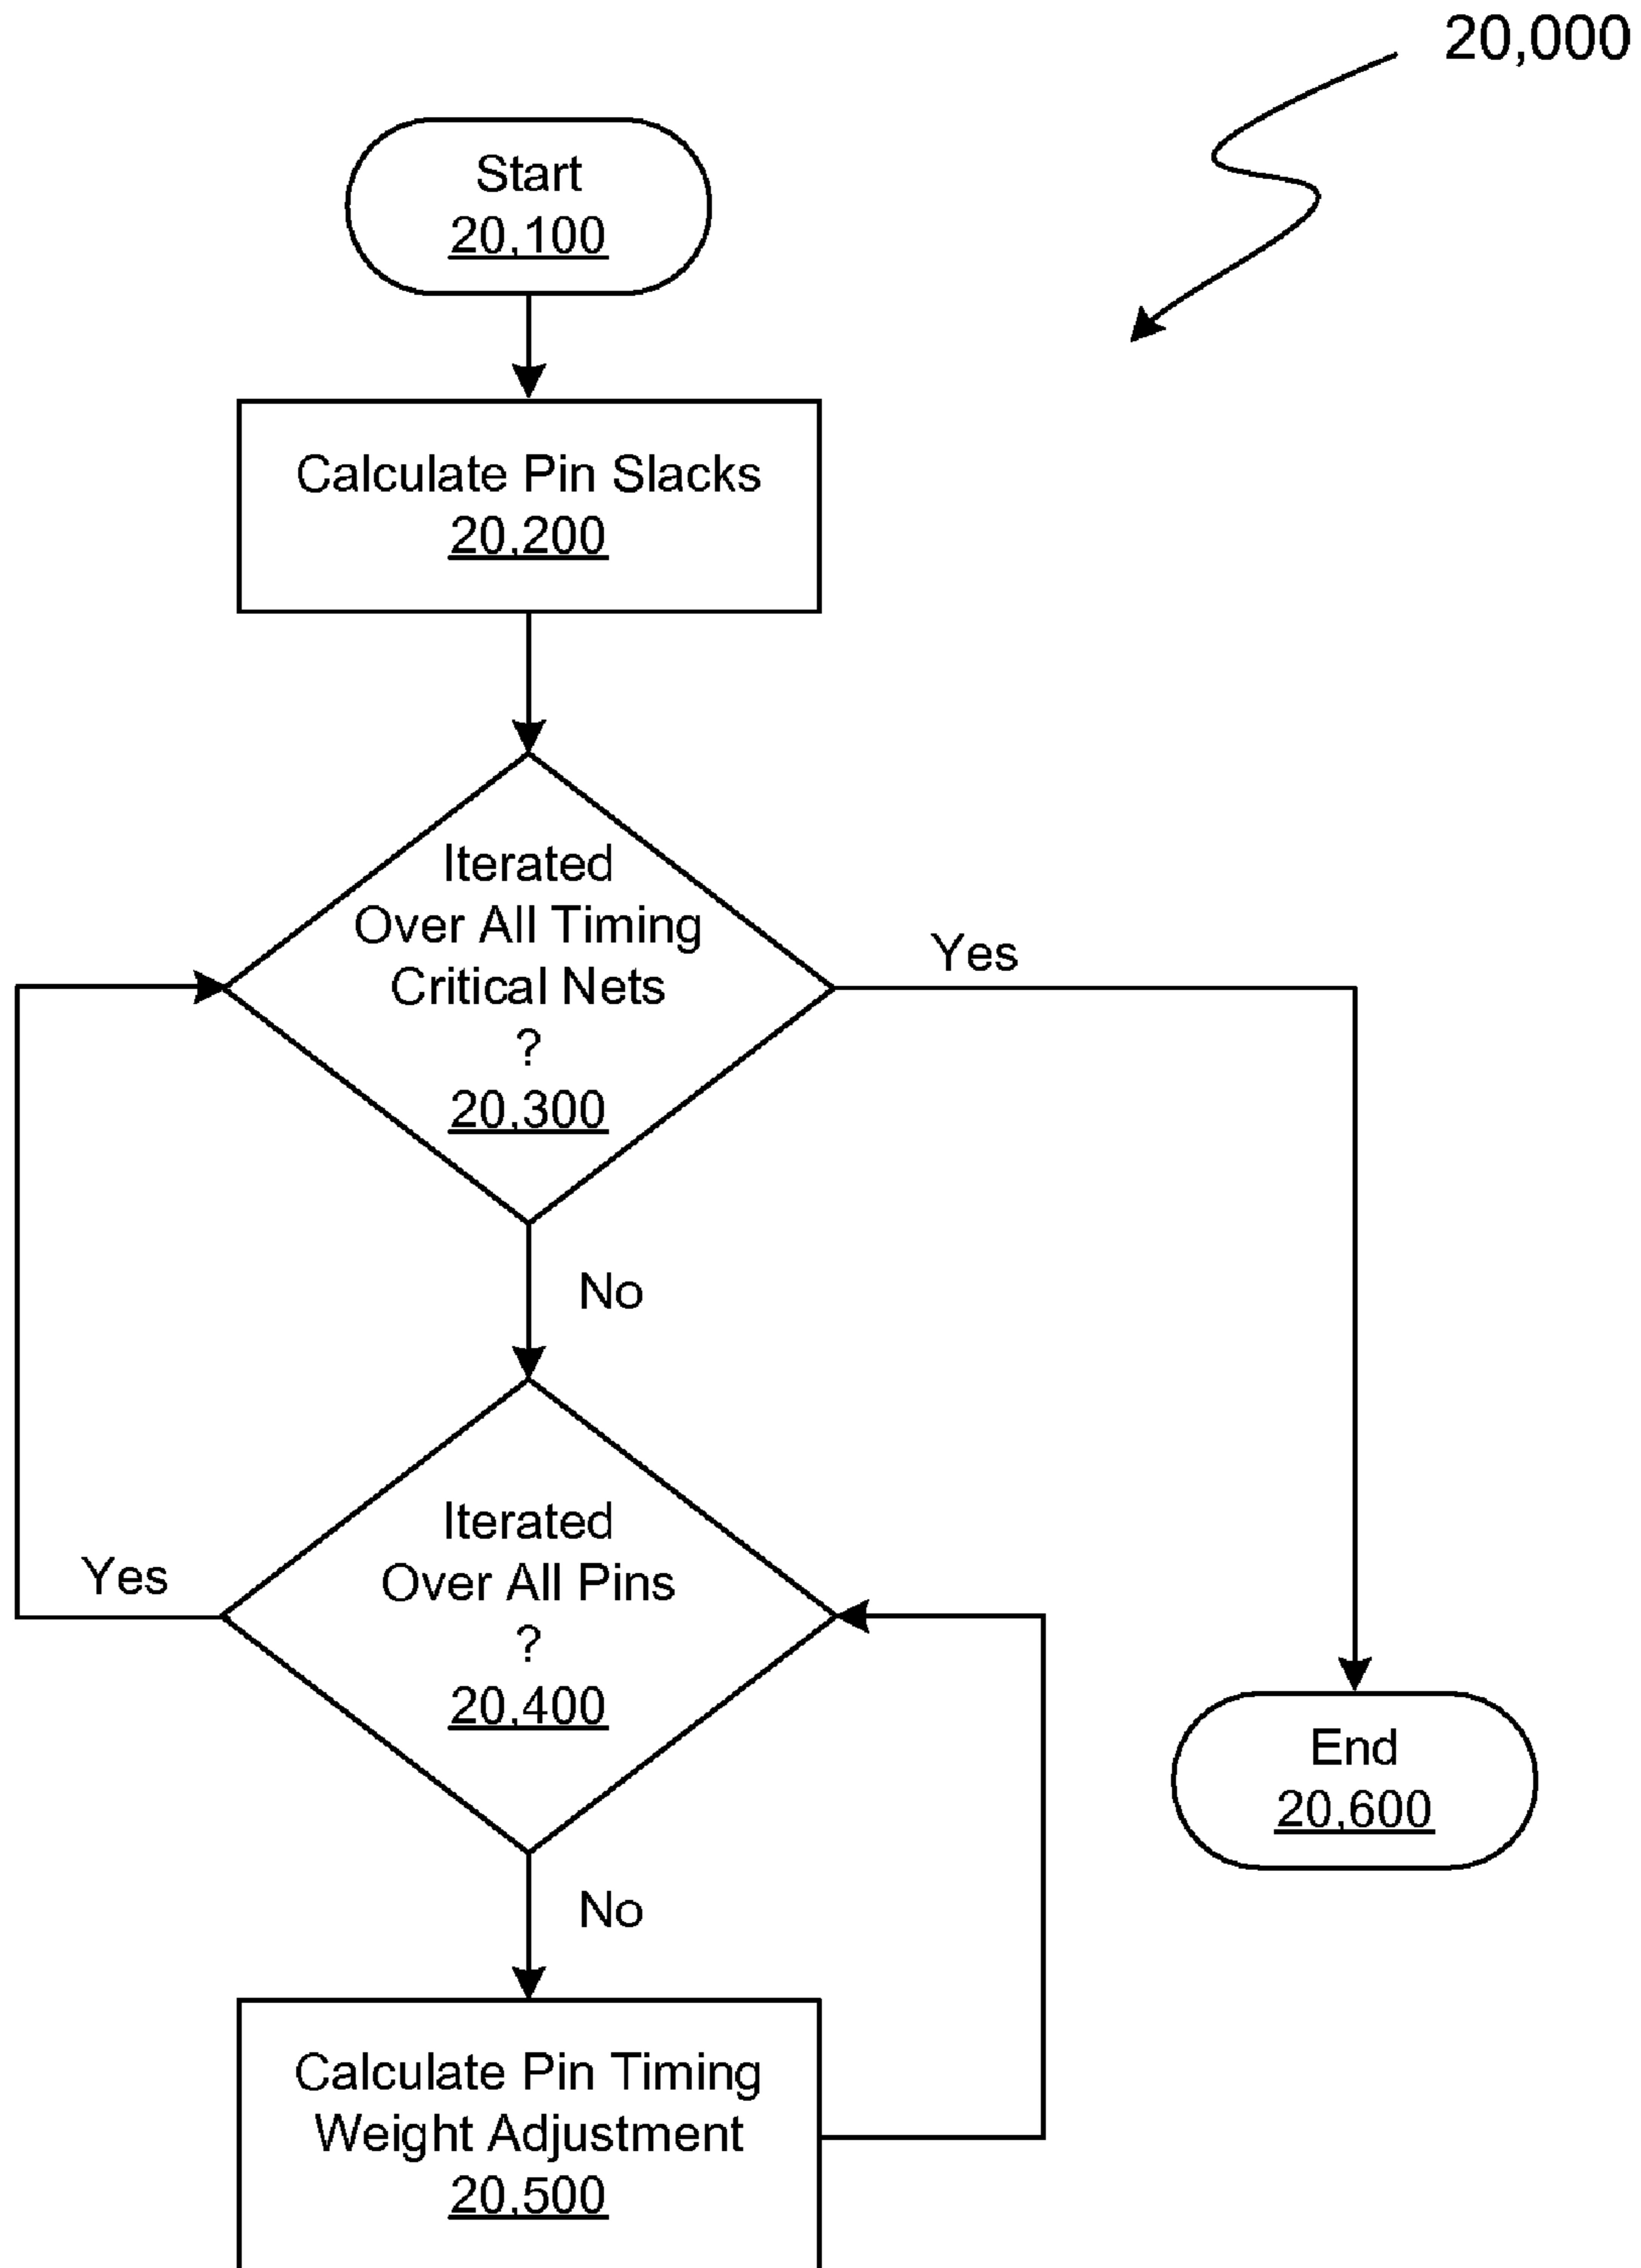 20,000
Start
20,100
Calculate Pin Slacks
20,200
Iterated
Over All Timing
Critical Nets
?
20,300
Yes
No
Iterated
Over All Pins
?
20,400
Yes
No
End
20,600
Calculate Pin Timing
Weight Adjustment
20,500